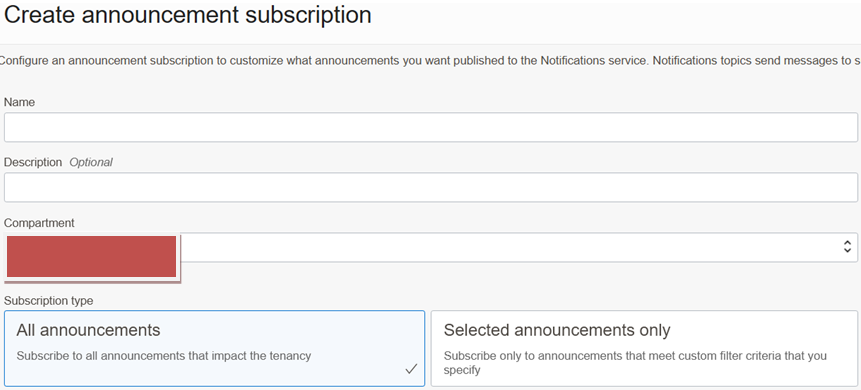 Create announcement subscription
Configure an announcement subscription to customize what announcements you want published to the Notifications service. Notifications topics send messages to s
Name
Description Optional
Compartment
Subscription type
All announcements
Subscribe to all announcements that impact the tenancy
Selected announcements only
Subscribe only to announcements that meet custom filter criteria that you
specify